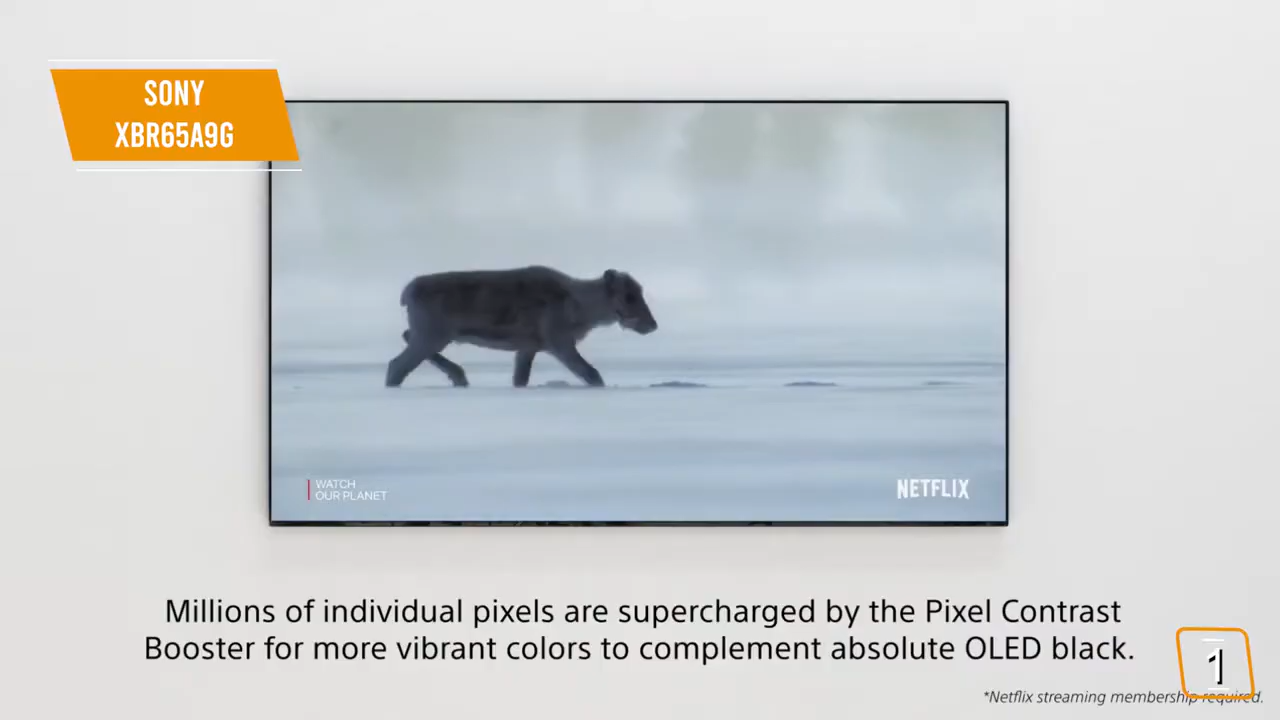 SONY
XBR65A9G
WATCH
OUR PLANET
NETFLIX
Millions of individual pixels are supercharged by the Pixel Contrast
Booster for more vibrant colors to complement absolute OLED black.
1
*Netflix streaming membership required.